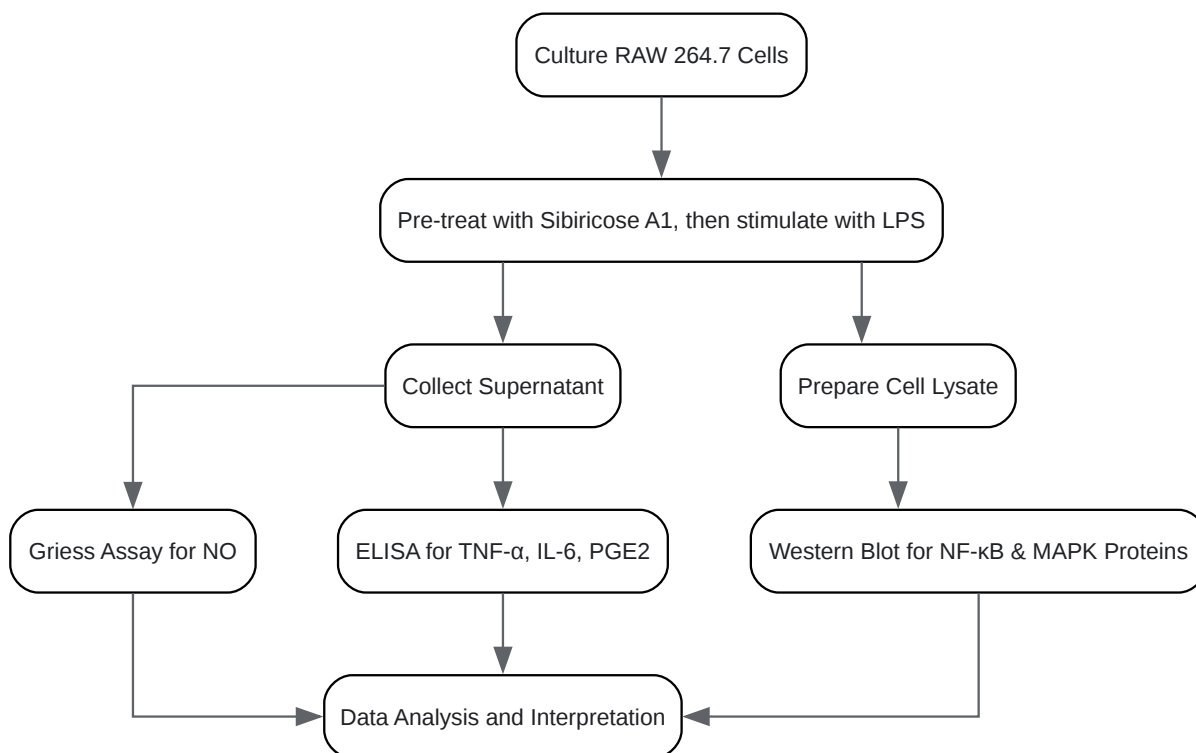 Culture RAW 264.7 Cells
Pre-treat with Sibiricose A1, then stimulate with LPS
Collect Supernatant
Prepare Cell Lysate
Griess Assay for NO
ELISA for TNF-α, IL-6, PGE2
Western Blot for NF-κB & MAPK Proteins
Data Analysis and Interpretation